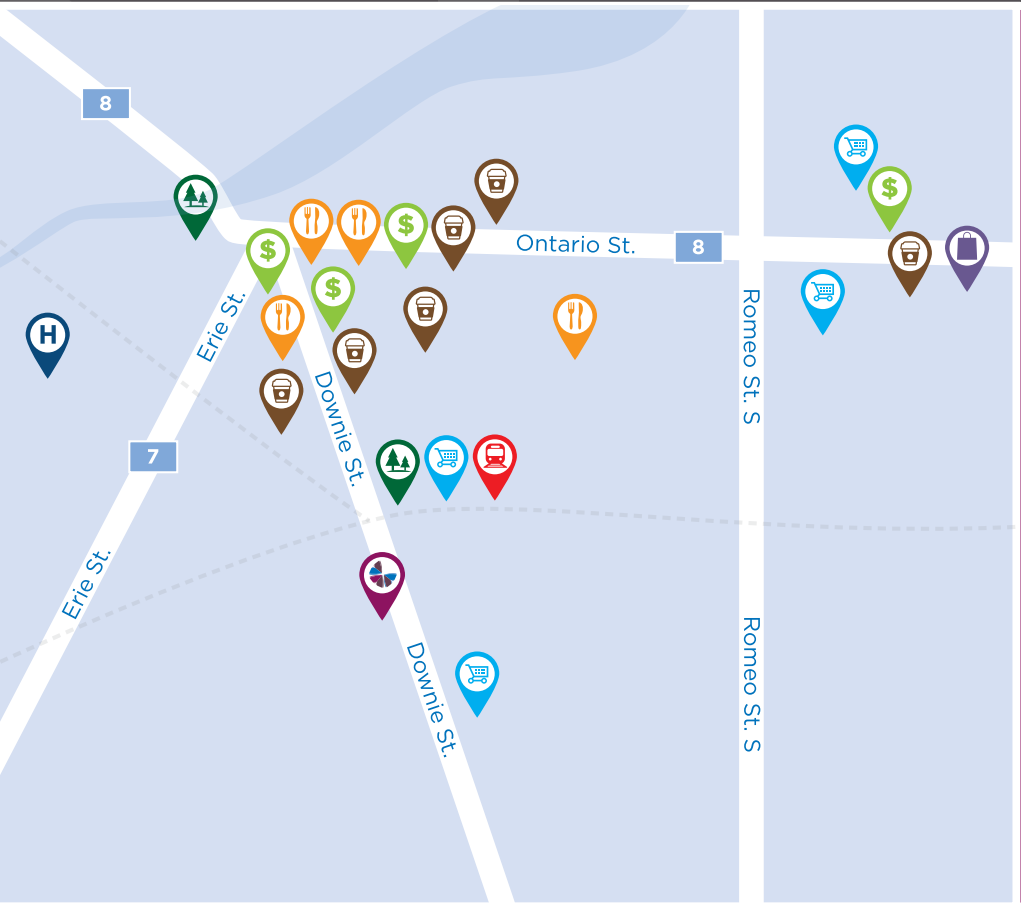 8
$
$
Ontario St.
8
$
$
Erie St.
H
Romeo St. S
Downie St.
7
Erie St.
Downie St.
Romeo St. S